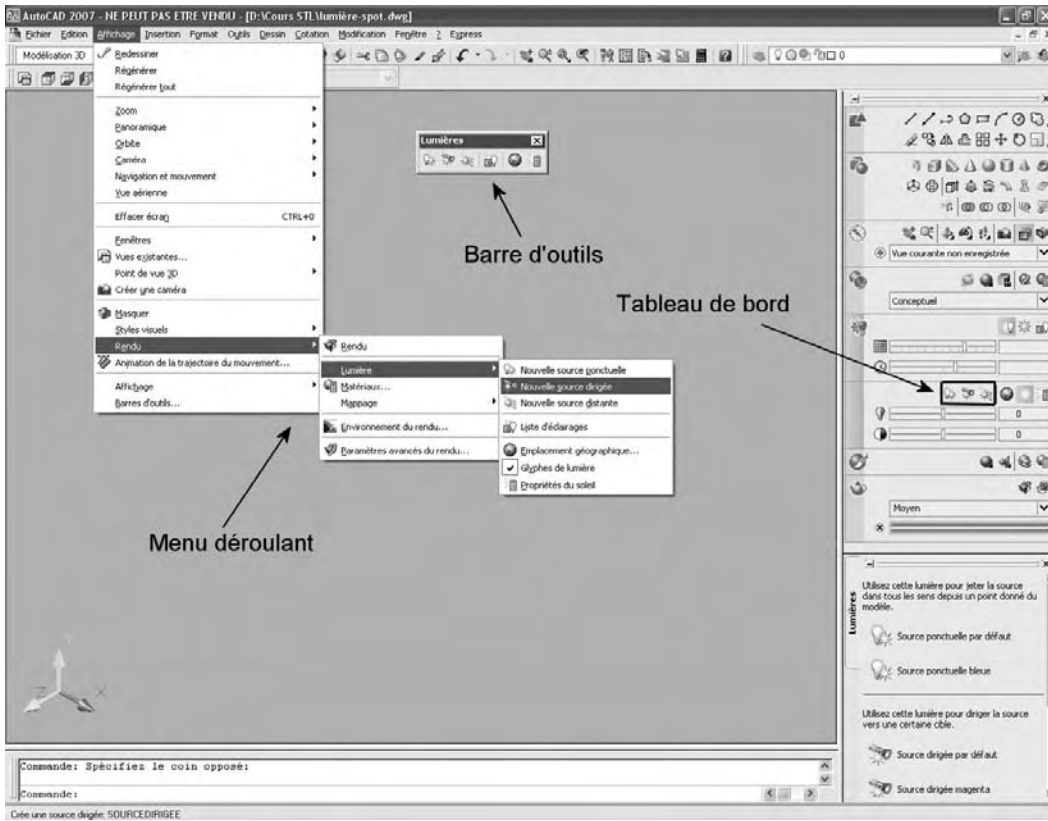 AutoCAD 2007 - NE PEUT PAS ETRE VENDU - [D:\Cours STL\lumière-spot.dwg]
Fichier Edition Affichage Insertion Format Outils Dessin Cotation Modification Fenêtre ? Express
Modélisation 3D
0
Redessiner
Régénérer
Régénérer tout
Zoom
Panoramique
Orbite
Caméra
Navigation et mouvement
Vue aérienne
Effacer écran CTRL+0
Fenêtres
Vues existantes...
Point de vue 3D
Créer une caméra
Masquer
Styles visuels
Rendu
Animation de la trajectoire du mouvement...
Affichage
Barres d'outils...
Rendu
Lumière
Matériaux...
Mappage
Environnement du rendu...
Paramètres avancés du rendu...
Nouvelle source ponctuelle
Nouvelle source dirigée
Nouvelle source distante
Liste d'éclairages
Emplacement géographique...
Glyphes de lumière
Propriétés du soleil
Lumières
Barre d'outils
Tableau de bord
Menu déroulant
Vue courante non enregistrée
Conceptuel
0
0
Moyen
Lumières
Utilisez cette lumière pour jeter la source
dans tous les sens depuis un point donné du
modèle.
Source ponctuelle par défaut
Source ponctuelle bleue
Utilisez cette lumière pour diriger la source
vers une certaine cible.
Source dirigée par défaut
Source dirigée magenta
Y
Z
X
Commande: Spécifiez le coin opposé:
Commande:
Crée une source dirigée: SOURCEDIRIGEE